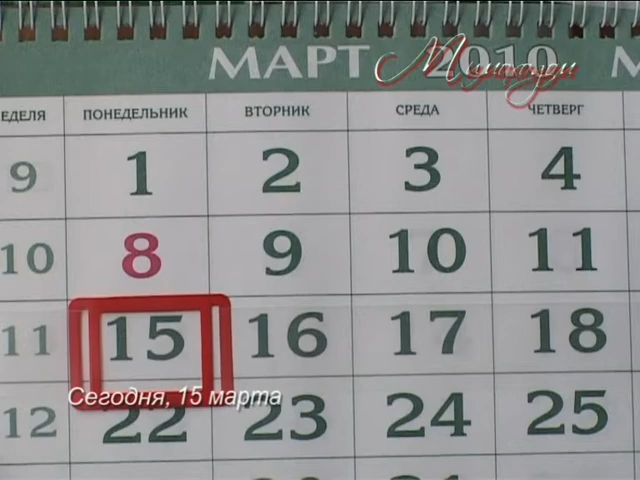 МАРТ 2010
ЕДЕЛЯ ПОНЕДЕЛЬНИК ВТОРНИК СРЕДА ЧЕТВЕРГ
9 1 2 3 4
10 8 9 10 11
11 15 16 17 18
Сегодня, 15 марта
12 22 23 24 25